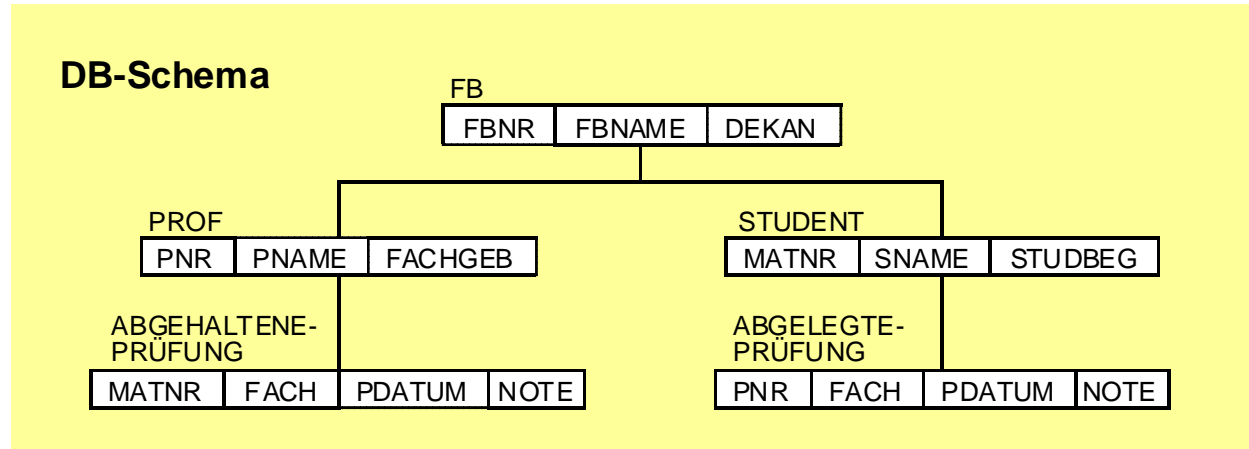 DB-Schema
FB
FBNR FBNAME DEKAN
PROF
PNR PNAME FACHGEB
STUDENT
MATNR SNAME STUDBEG
ABGEHALTENE-
PRÜFUNG
MATNR FACH PDATUM NOTE
ABGELEGTE-
PRÜFUNG
PNR FACH PDATUM NOTE